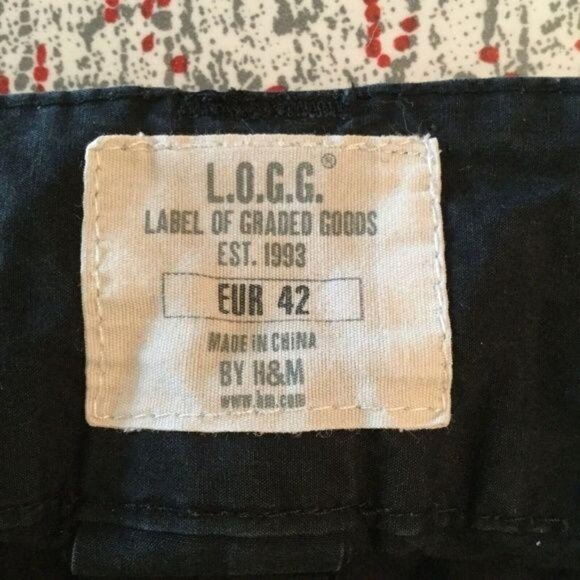 L.O.G.G.®
LABEL OF GRADED GOODS
EST. 1993
EUR 42
MADE IN CHINA
BY H&M
www.hm.com